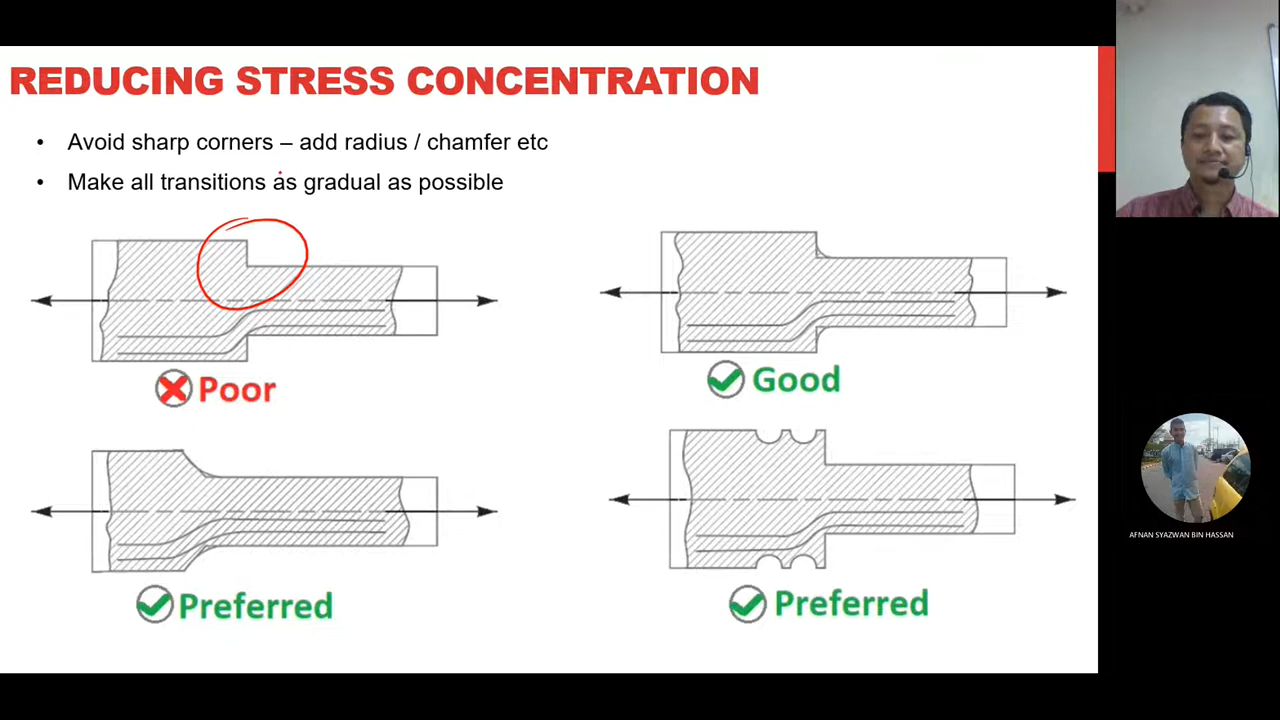 REDUCING STRESS CONCENTRATION
• Avoid sharp corners – add radius / chamfer etc
• Make all transitions as gradual as possible
Poor
Good
Preferred
Preferred
AFNAN SYAZWAN BIN HASSAN